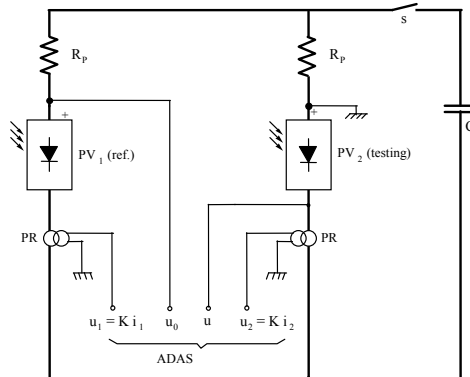 S
R_P
R_P
C
+
+
PV_1 (ref.)
PV_2 (testing)
PR
PR
u_1 = K i_1
u_0
u
u_2 = K i_2
ADAS